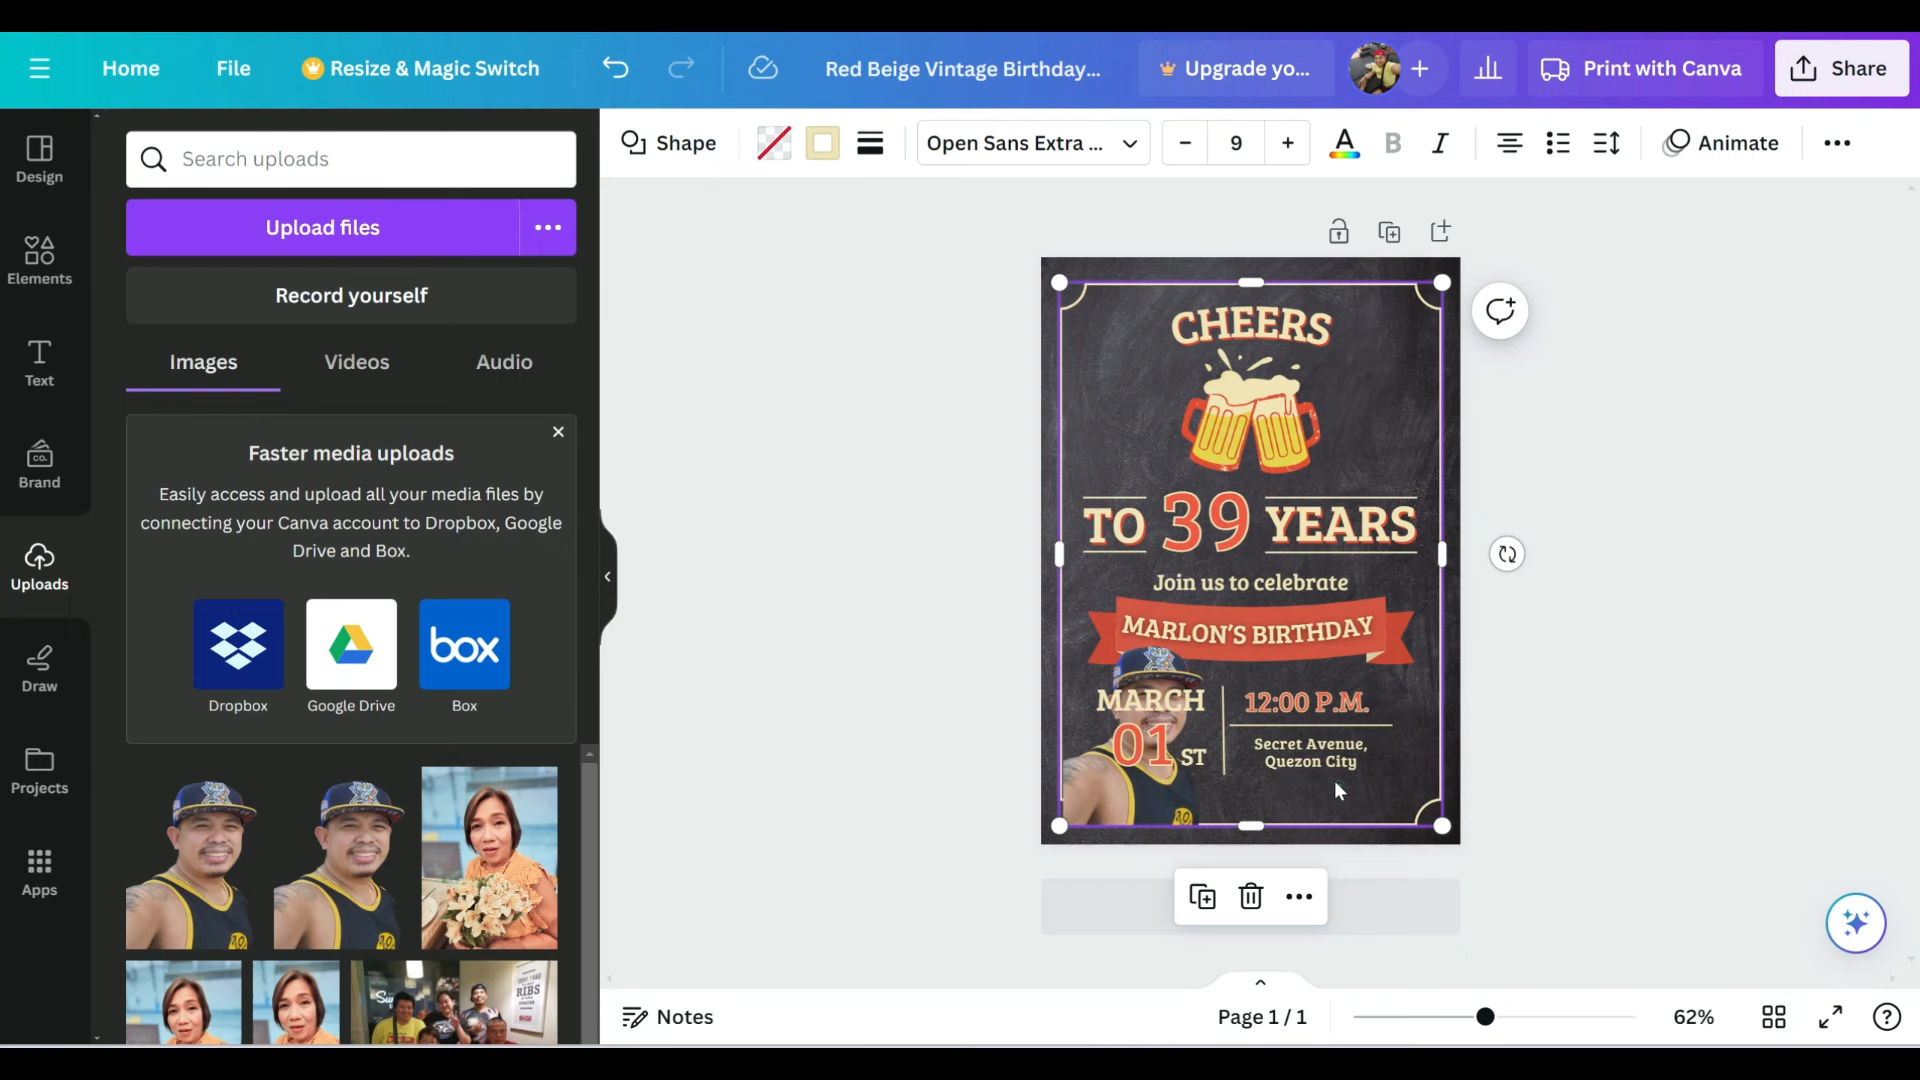 Home File Resize & Magic Switch Red Beige Vintage Birthday... Upgrade yo... Print with Canva Share
Design
Elements
Text
Brand
Uploads
Draw
Projects
Apps
Search uploads
Upload files
Record yourself
Images Videos Audio
Faster media uploads
Easily access and upload all your media files by
connecting your Canva account to Dropbox, Google
Drive and Box.
box
Dropbox Google Drive Box
Shape Open Sans Extra ... 9 A B I Animate
CHEERS
TO 39 YEARS
Join us to celebrate
MARLON'S BIRTHDAY
MARCH
01 ST
12:00 P.M.
Secret Avenue,
Quezon City
Notes Page 1 / 1 62%